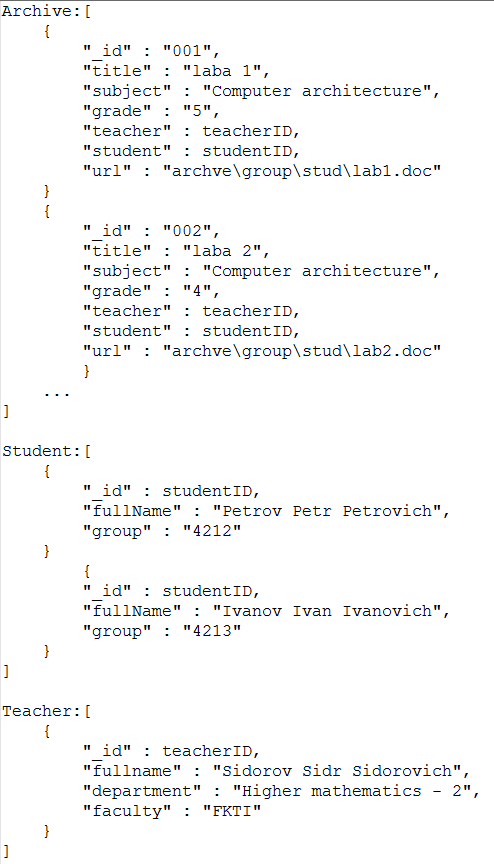 Archive:[
    {
        "_id" : "001",
        "title" : "laba 1",
        "subject" : "Computer architecture",
        "grade" : "5",
        "teacher" : teacherID,
        "student" : studentID,
        "url" : "archve\group\stud\lab1.doc"
    }
    {
        "_id" : "002",
        "title" : "laba 2",
        "subject" : "Computer architecture",
        "grade" : "4",
        "teacher" : teacherID,
        "student" : studentID,
        "url" : "archve\group\stud\lab2.doc"
        }
    ...
]

Student:[
    {
        "_id" : studentID,
        "fullName" : "Petrov Petr Petrovich",
        "group" : "4212"
    }
        {
        "_id" : studentID,
        "fullName" : "Ivanov Ivan Ivanovich",
        "group" : "4213"
    }
]

Teacher:[
    {
        "_id" : teacherID,
        "fullname" : "Sidorov Sidr Sidorovich",
        "department" : "Higher mathematics - 2",
        "faculty" : "FKTI"
    }
]